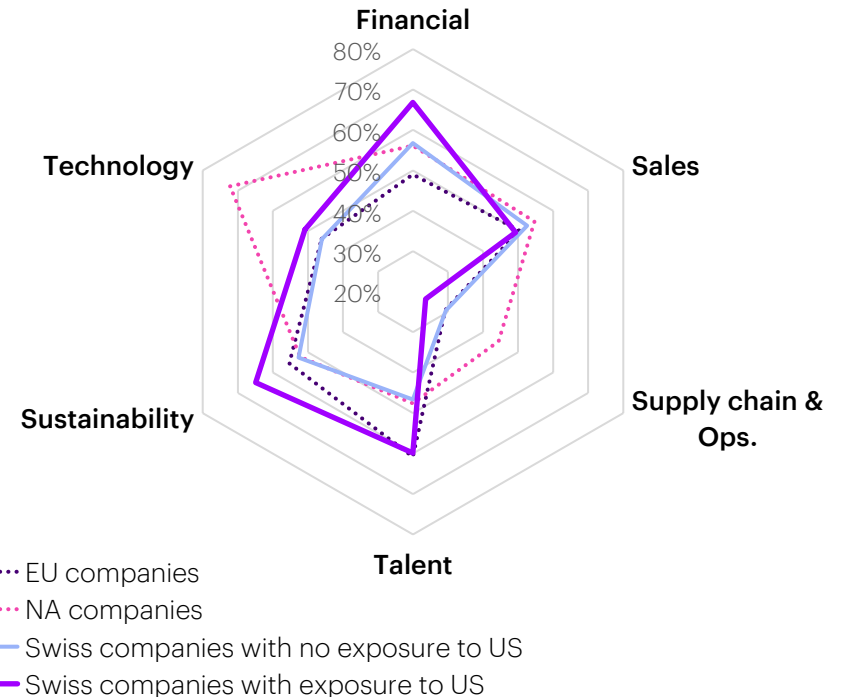 Financial
80%
70%
60%
50%
40%
30%
20%
Technology
Sales
Sustainability
Supply chain &
Ops.
Talent
EU companies
NA companies
Swiss companies with no exposure to US
Swiss companies with exposure to US